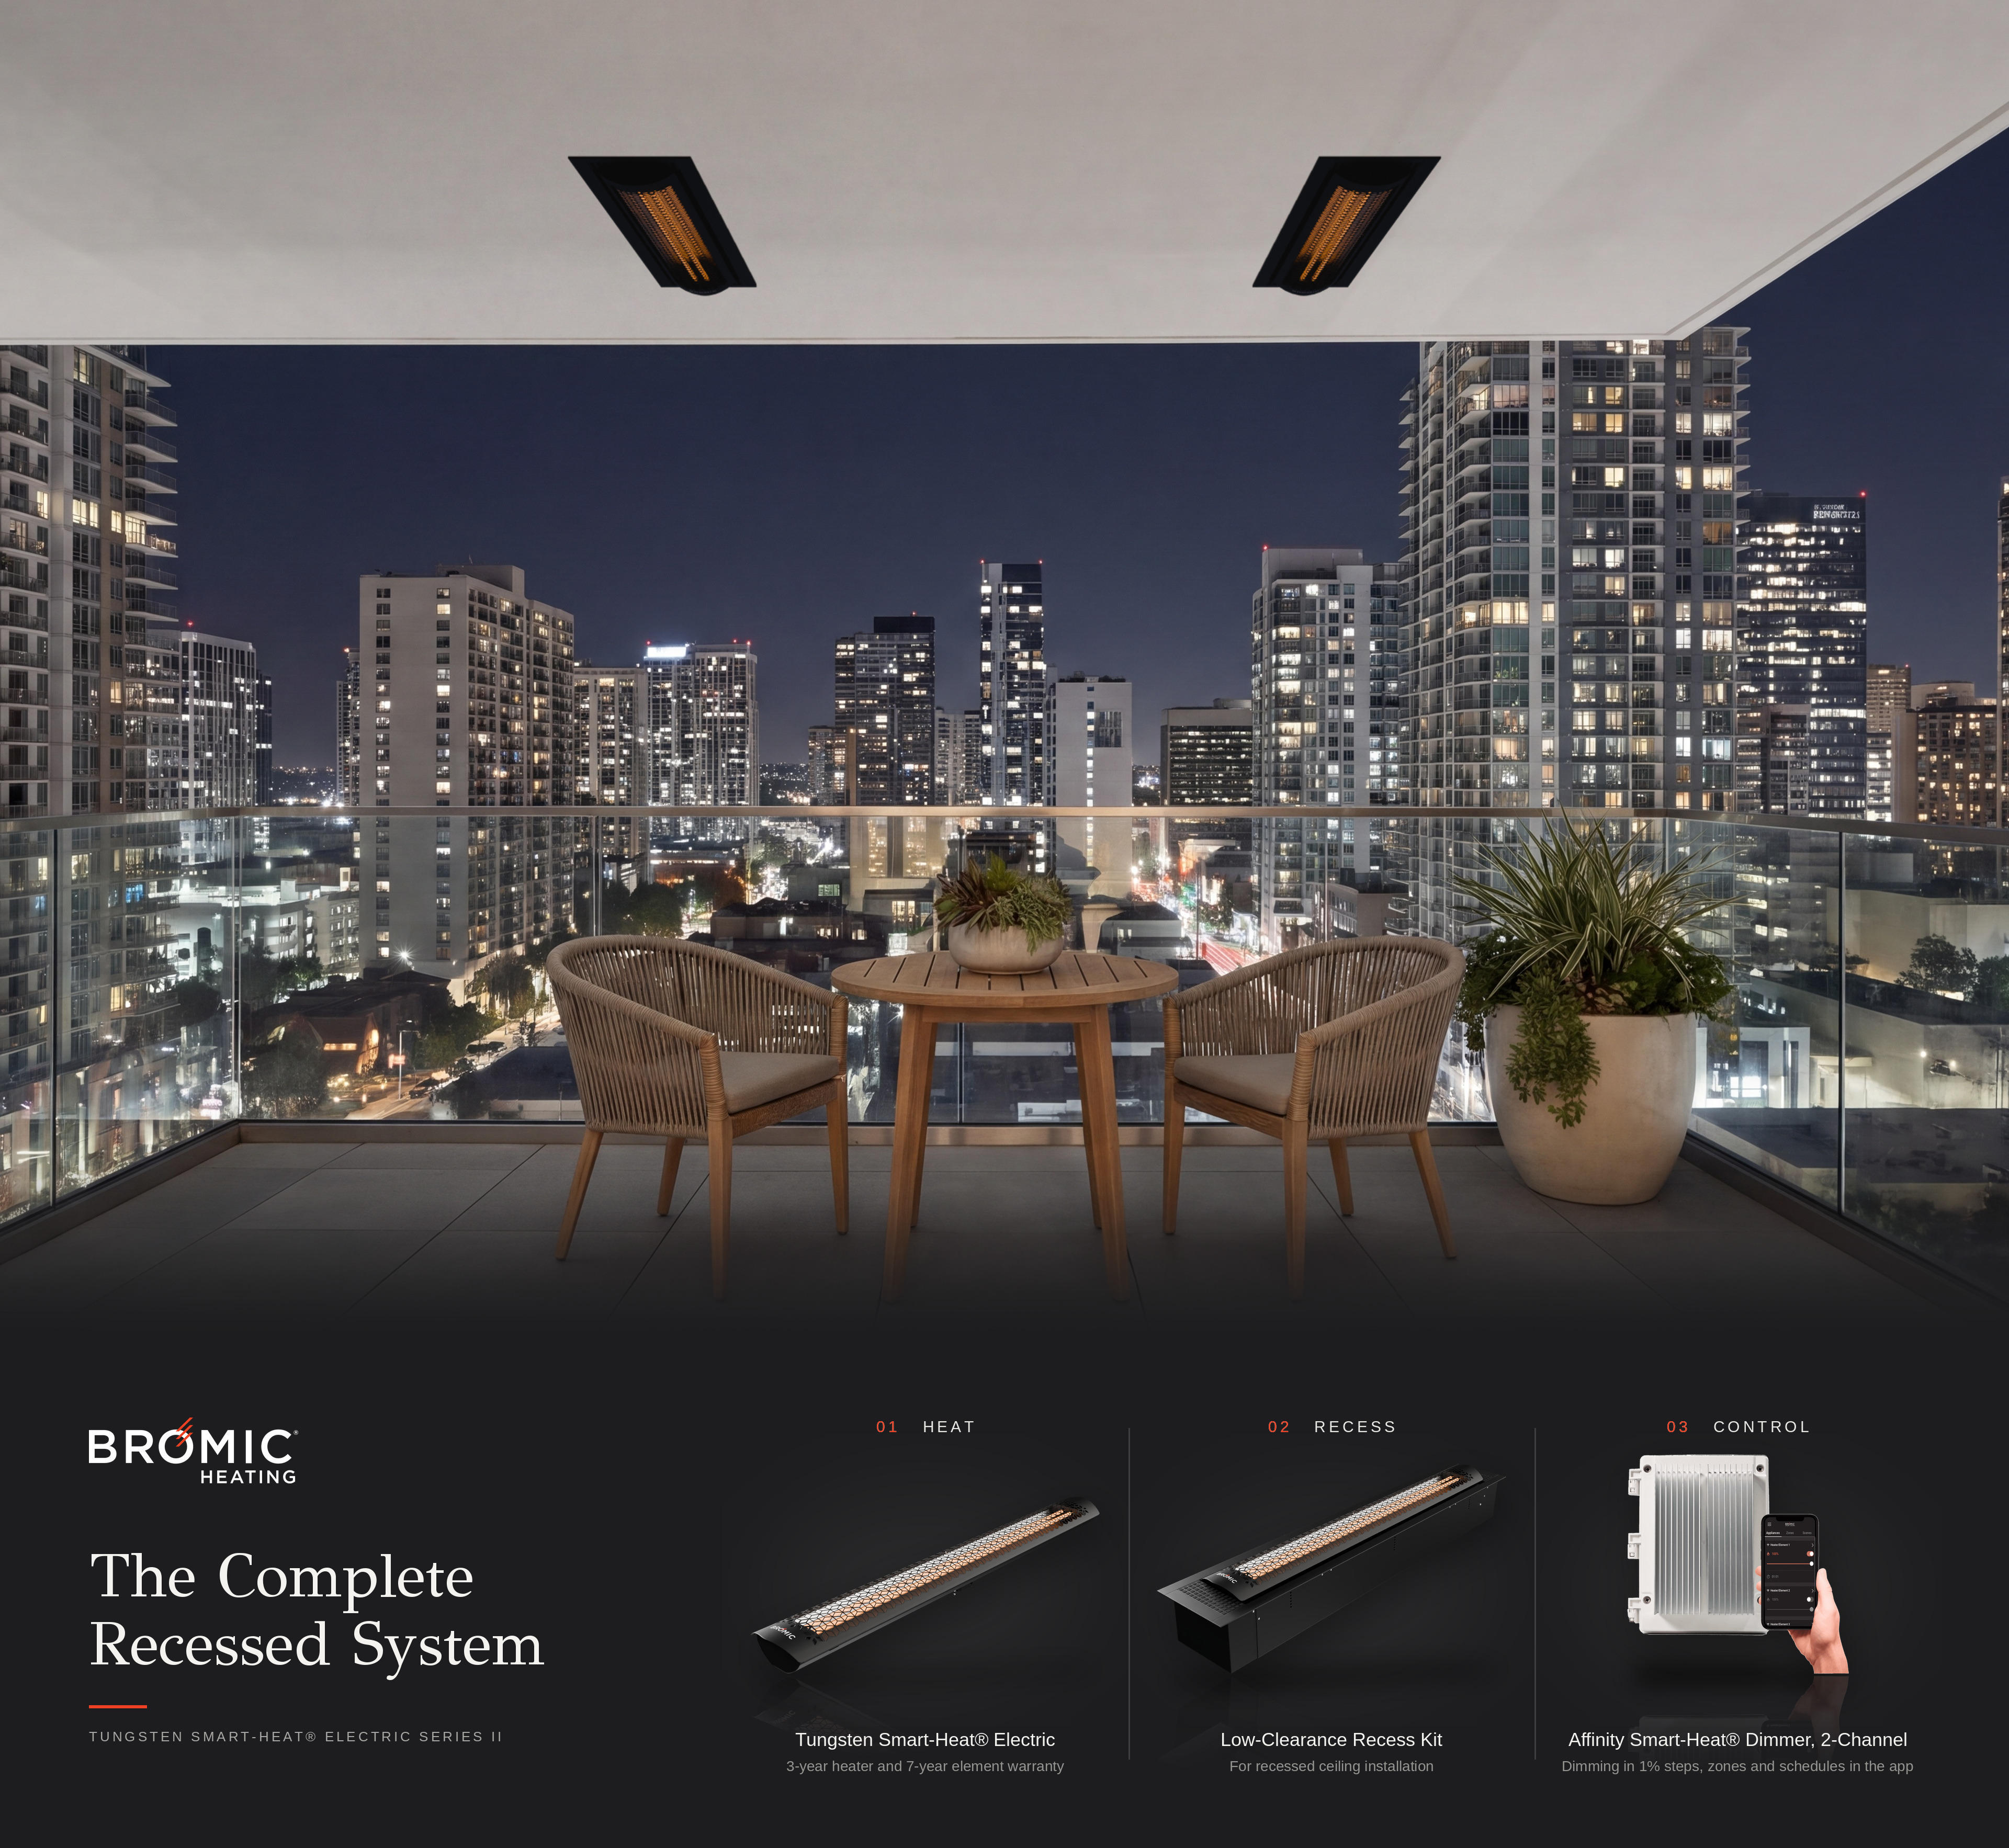 BROMIC®
HEATING
The Complete
Recessed System
TUNGSTEN SMART-HEAT® ELECTRIC SERIES II
01 HEAT
BROMIC
Tungsten Smart-Heat® Electric
3-year heater and 7-year element warranty
02 RECESS
BROMIC
Low-Clearance Recess Kit
For recessed ceiling installation
03 CONTROL
Affinity Smart-Heat® Dimmer, 2-Channel
Dimming in 1% steps, zones and schedules in the app